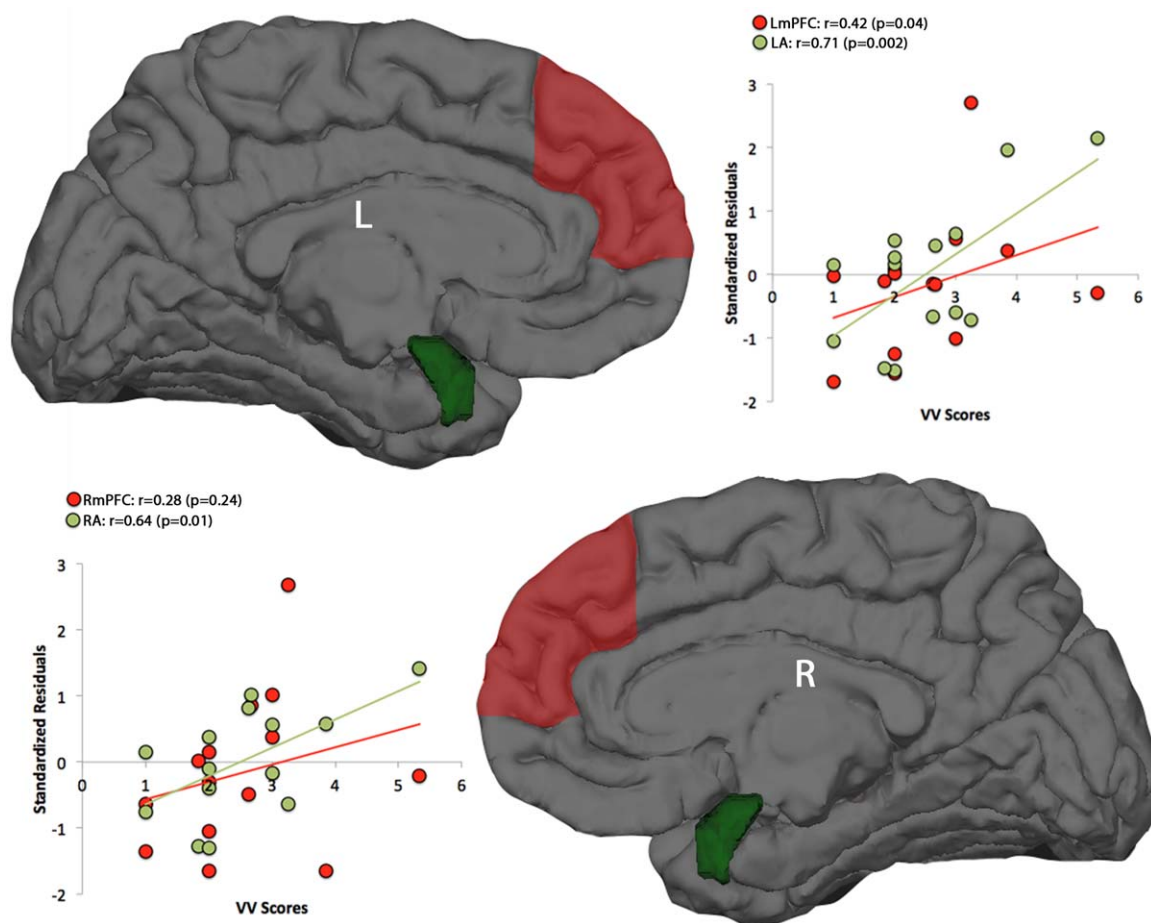 LmPFC: r=0.42 (p=0.04)
LA: r=0.71 (p=0.002)
L
3
2
1
0
-1
-2
0 1 2 3 4 5 6
Standardized Residuals
VV Scores
RmPFC: r=0.28 (p=0.24)
RA: r=0.64 (p=0.01)
3
2
1
0
-1
-2
0 1 2 3 4 5 6
Standardized Residuals
VV Scores
R